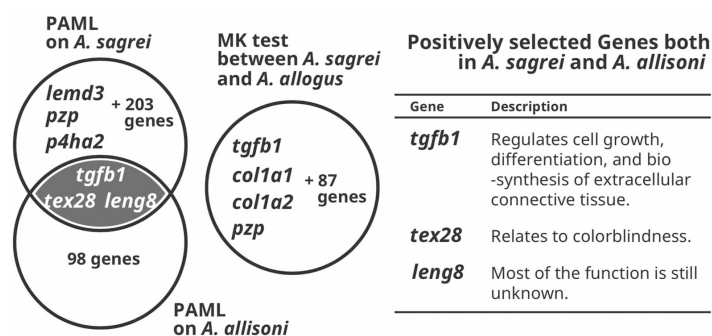 PAML
on A. sagrei
lemd3
pzp
p4ha2
+ 203
genes
tgfb1
tex28 leng8
98 genes
PAML
on A. allisoni
MK test
between A. sagrei
and A. allogus
tgfb1
col1a1
col1a2
pzp
+ 87
genes
Positively selected Genes both
in A. sagrei and A. allisoni
Gene Description
tgfb1 Regulates cell growth,
differentiation, and bio
-synthesis of extracellular
connective tissue.
tex28 Relates to colorblindness.
leng8 Most of the function is still
unknown.